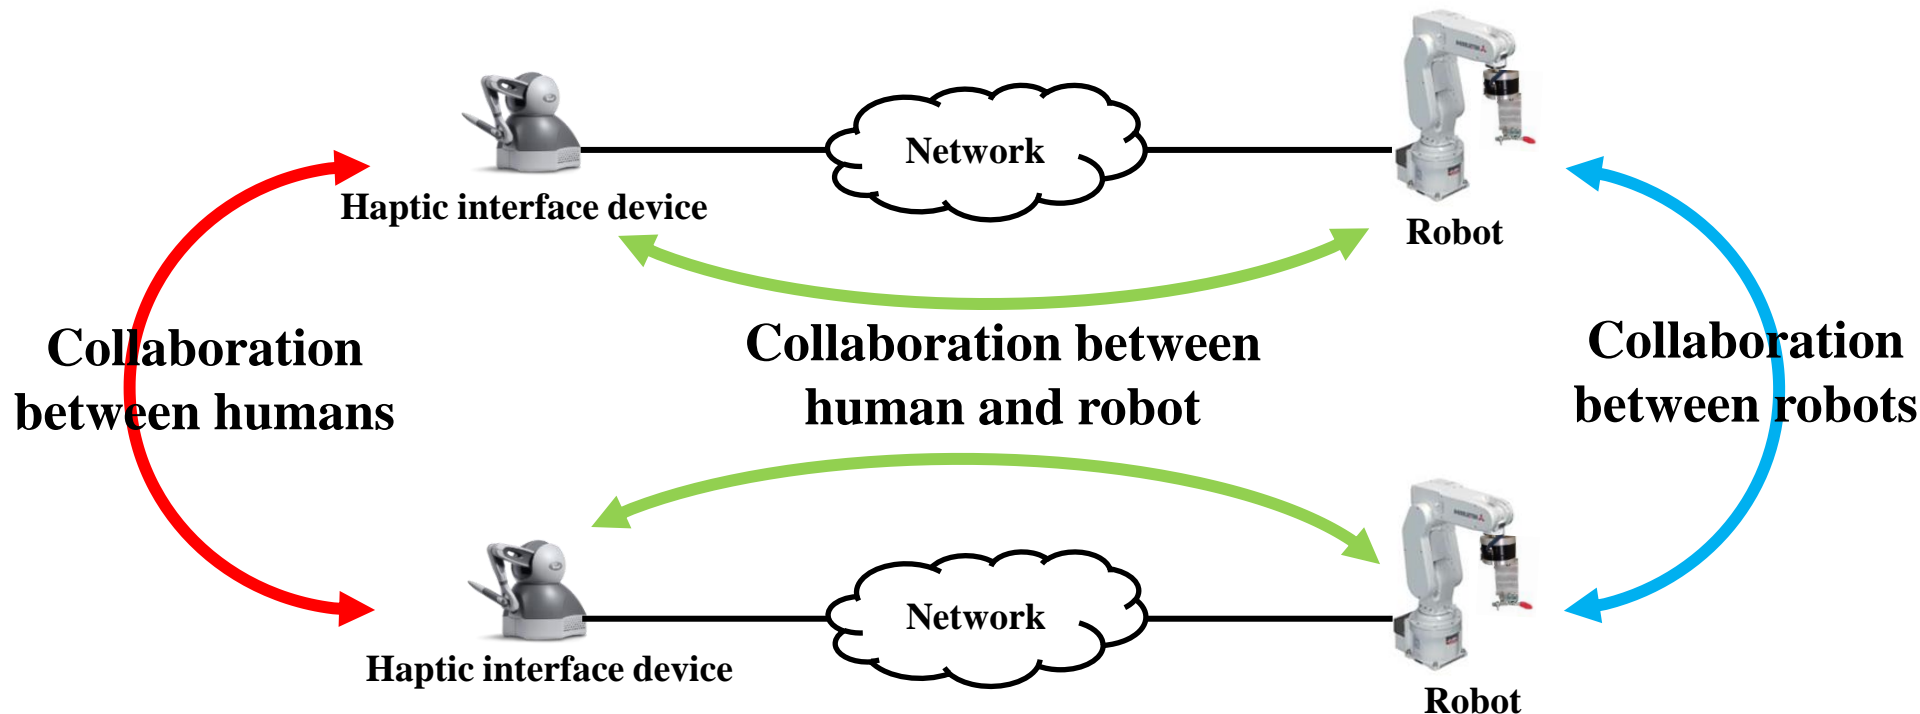 Network
Haptic interface device
Robot
Collaboration
between humans
Collaboration between
human and robot
Collaboration
between robots
Network
Haptic interface device
Robot